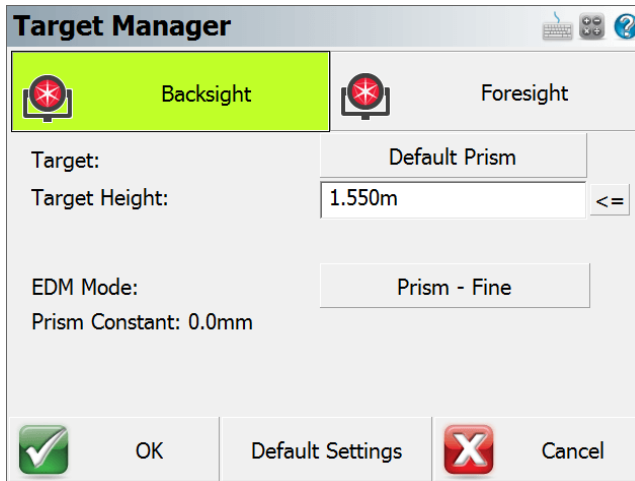 Target Manager
?
Backsight
Foresight
Target:
Default Prism
Target Height:
1.550m
<=
EDM Mode:
Prism - Fine
Prism Constant: 0.0mm
OK
Default Settings
Cancel